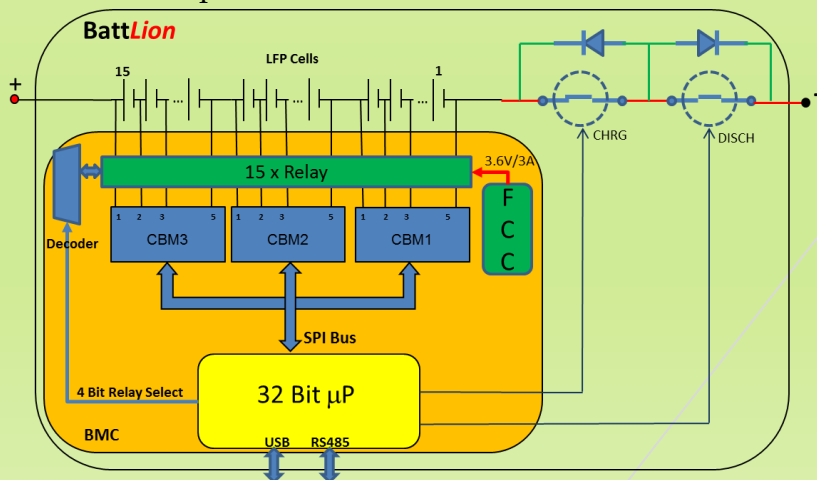 BattLion
LFP Cells
15
1
+
-
CHRG
DISCH
15 x Relay
3.6V/3A
F
C
C
1 2 3 5
1 2 3 5
1 2 3 5
CBM3
CBM2
CBM1
Decoder
SPI Bus
4 Bit Relay Select
32 Bit µP
BMC
USB RS485